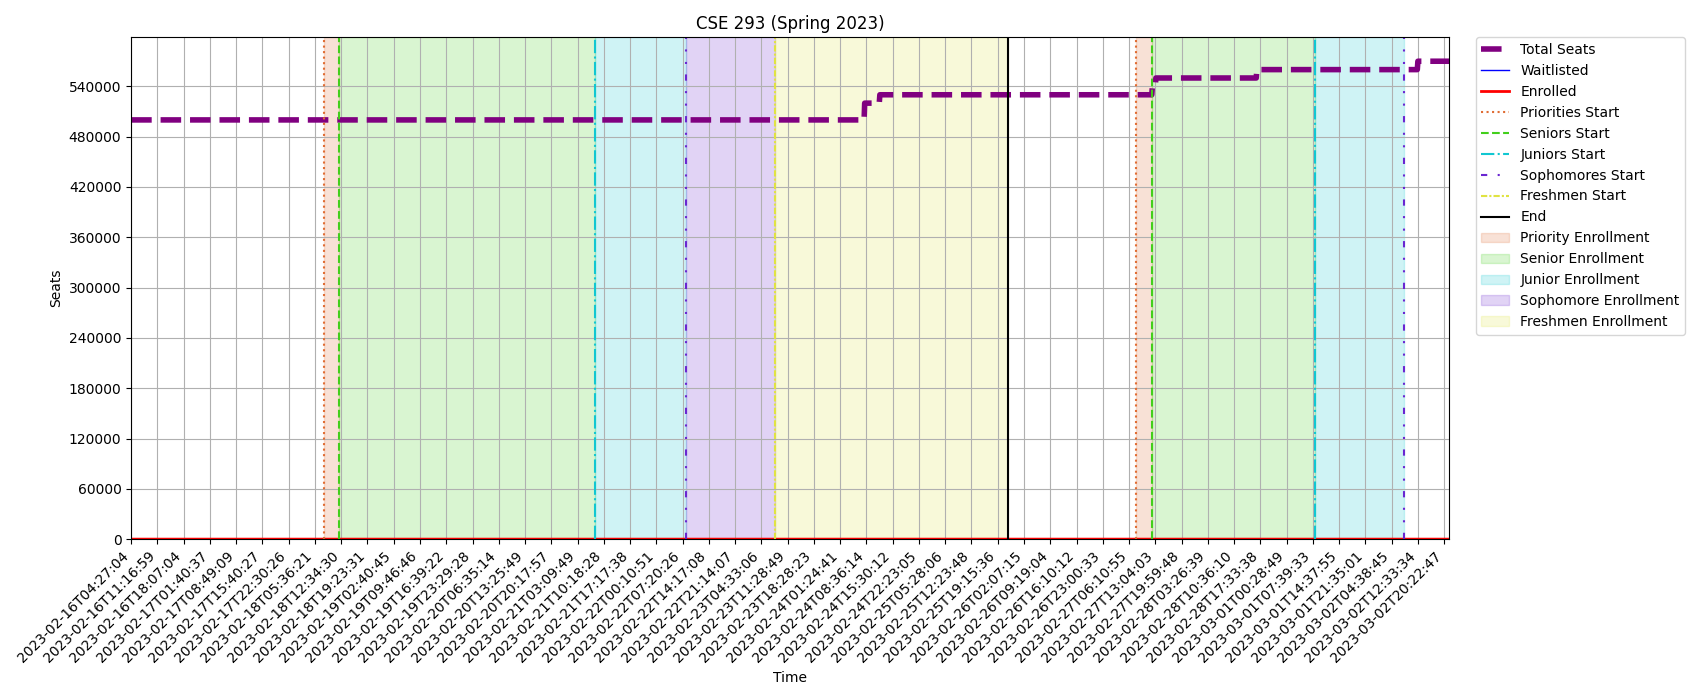 CSE 293 (Spring 2023)
Seats
540000
480000
420000
360000
300000
240000
180000
120000
60000
0
2023-02-16T04:27:04
2023-02-16T11:16:59
2023-02-16T18:07:04
2023-02-17T01:40:37
2023-02-17T08:49:09
2023-02-17T15:40:27
2023-02-17T22:30:26
2023-02-18T05:36:21
2023-02-18T12:34:30
2023-02-18T19:23:31
2023-02-19T02:40:45
2023-02-19T09:46:46
2023-02-19T16:39:22
2023-02-19T23:29:28
2023-02-20T06:35:14
2023-02-20T13:25:49
2023-02-20T20:17:57
2023-02-21T03:09:49
2023-02-21T10:18:28
2023-02-21T17:17:38
2023-02-22T00:10:51
2023-02-22T07:20:26
2023-02-22T14:17:08
2023-02-22T21:14:07
2023-02-23T04:33:06
2023-02-23T11:28:49
2023-02-23T18:28:23
2023-02-24T01:24:41
2023-02-24T08:36:14
2023-02-24T15:30:12
2023-02-24T22:23:05
2023-02-25T05:28:06
2023-02-25T12:23:48
2023-02-25T19:15:36
2023-02-26T02:07:15
2023-02-26T09:19:04
2023-02-26T16:10:12
2023-02-26T23:00:33
2023-02-27T06:10:55
2023-02-27T13:04:03
2023-02-27T19:59:48
2023-02-28T03:26:39
2023-02-28T10:36:10
2023-02-28T17:33:38
2023-03-01T00:28:49
2023-03-01T07:39:33
2023-03-01T14:37:55
2023-03-01T21:35:01
2023-03-02T04:38:45
2023-03-02T12:33:34
2023-03-02T20:22:47
Time
Total Seats
Waitlisted
Enrolled
Priorities Start
Seniors Start
Juniors Start
Sophomores Start
Freshmen Start
End
Priority Enrollment
Senior Enrollment
Junior Enrollment
Sophomore Enrollment
Freshmen Enrollment